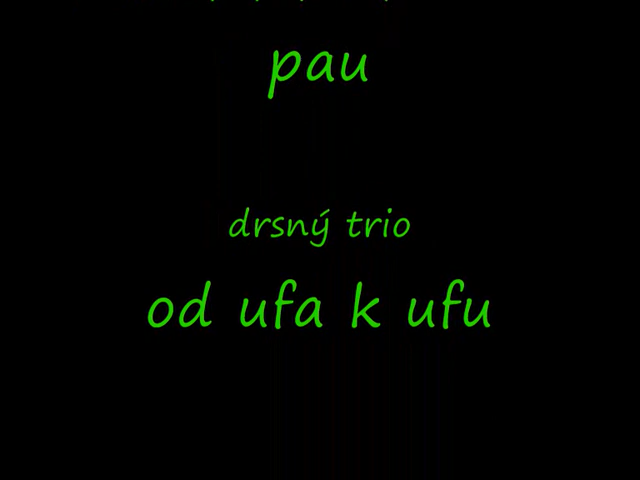 pau
drsný trio
od ufa k ufu